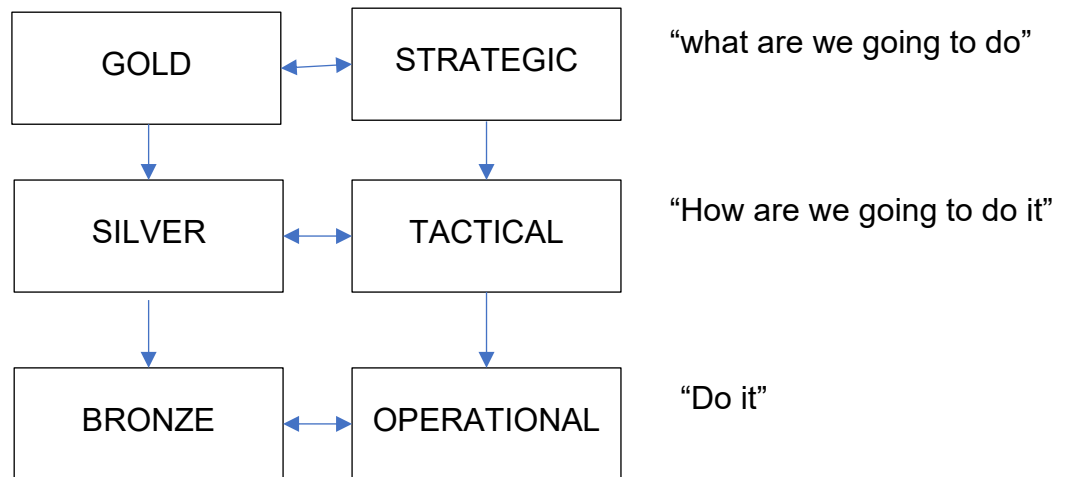 GOLD
STRATEGIC
“what are we going to do”
SILVER
TACTICAL
“How are we going to do it”
BRONZE
OPERATIONAL
“Do it”